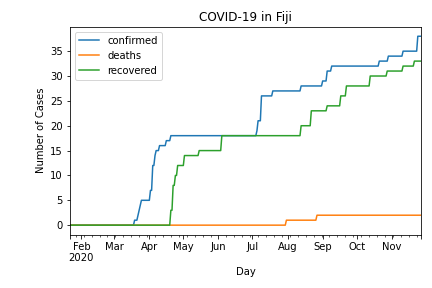 COVID-19 in Fiji
confirmed
deaths
recovered
Number of Cases
35
30
25
20
15
10
5
0
Feb Mar Apr May Jun Jul Aug Sep Oct Nov
2020
Day